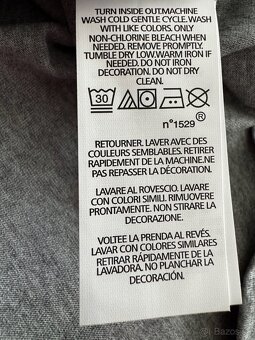 TURN INSIDE OUT.MACHINE
WASH COLD GENTLE CYCLE.WASH
WITH LIKE COLORS. ONLY
NON-CHLORINE BLEACH WHEN
NEEDED. REMOVE PROMPTLY.
TUMBLE DRY LOW.WARM IRON IF
NEEDED. DO NOT IRON
DECORATION. DO NOT DRY
CLEAN.
30
n°1529 ®
RETOURNER. LAVER AVEC DES
COULEURS SEMBLABLES. RETIRER
RAPIDEMENT DE LA MACHINE.NE
PAS REPASSER LA DÉCORATION.
LAVARE AL ROVESCIO. LAVARE
CON COLORI SIMILI. RIMUOVERE
PRONTAMENTE. NON STIRARE LA
DECORAZIONE.
VOLTEE LA PRENDA AL REVÉS.
LAVAR CON COLORES SIMILARES
RETIRAR RÁPIDAMENTE DE LA
LAVADORA. NO PLANCHAR LA
DECORACIÓN.